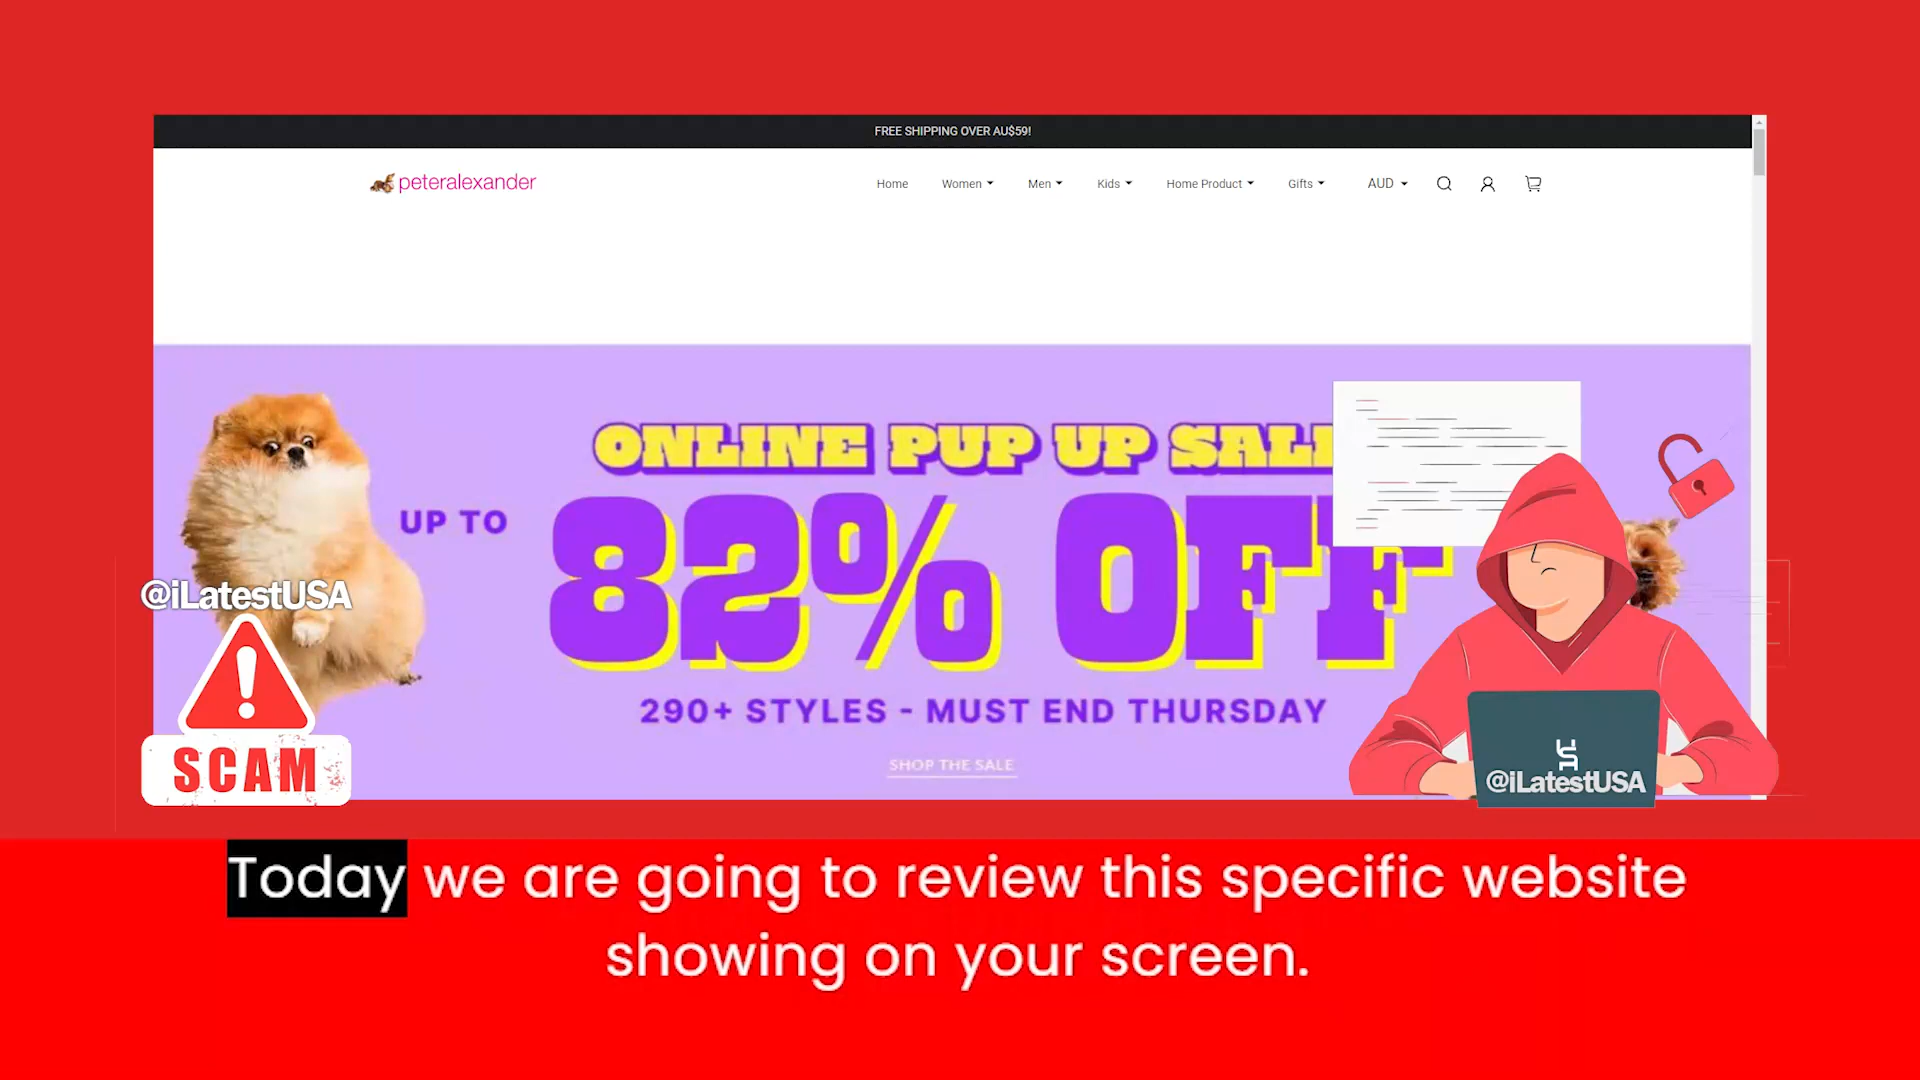 FREE SHIPPING OVER AU$59!
peteralexander
Home Women Men Kids Home Product Gifts AUD
ONLINE PUP UP SALE
UP TO
82% OFF
290+ STYLES - MUST END THURSDAY
SHOP THE SALE
@iLatestUSA
SCAM
@iLatestUSA
Today we are going to review this specific website
showing on your screen.